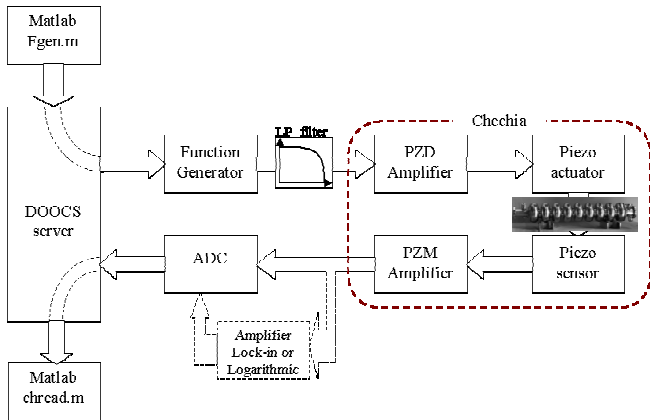 Matlab
Fgen.m
LP filter
Chechia
Function
Generator
PZD
Amplifier
Piezo
actuator
DOOCS
server
ADC
PZM
Amplifier
Piezo
sensor
Amplifier
Lock-in or
Logarithmic
Matlab
chread.m